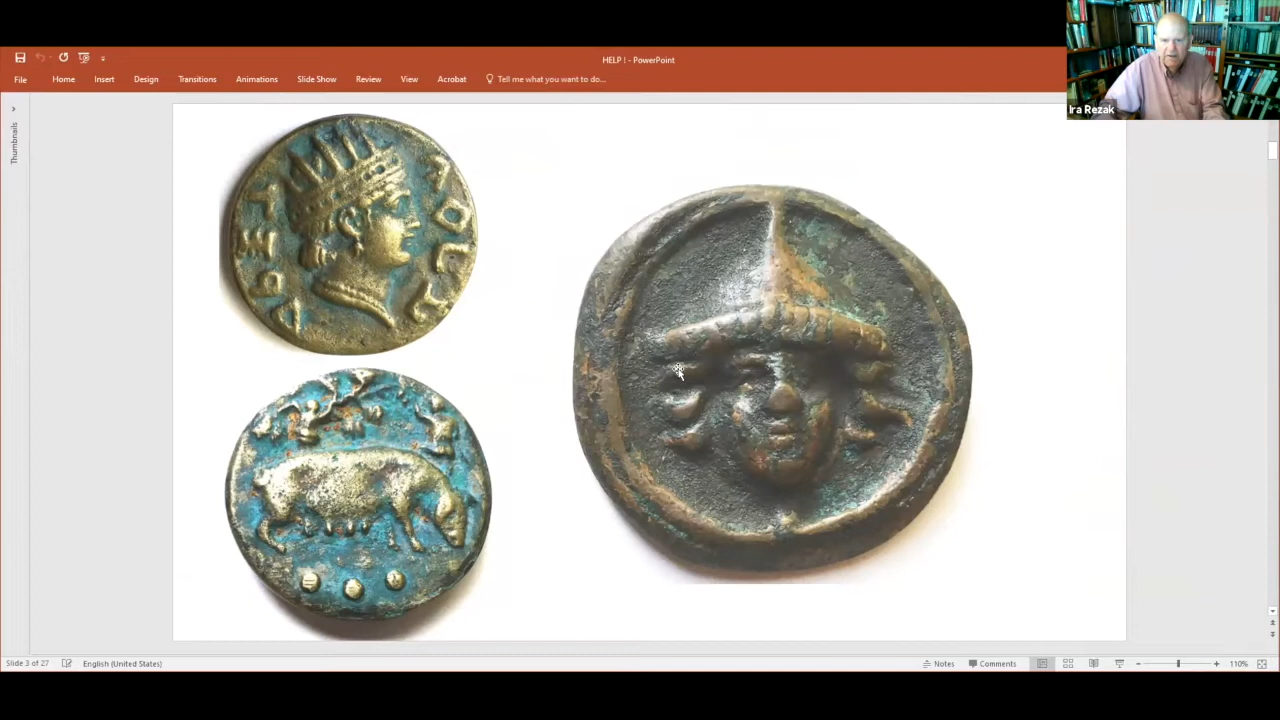 HELP ! - PowerPoint
File Home Insert Design Transitions Animations Slide Show Review View Acrobat Tell me what you want to do...
Ira Rezak
Thumbnails
Slide 3 of 27 English (United States) Notes Comments 110%